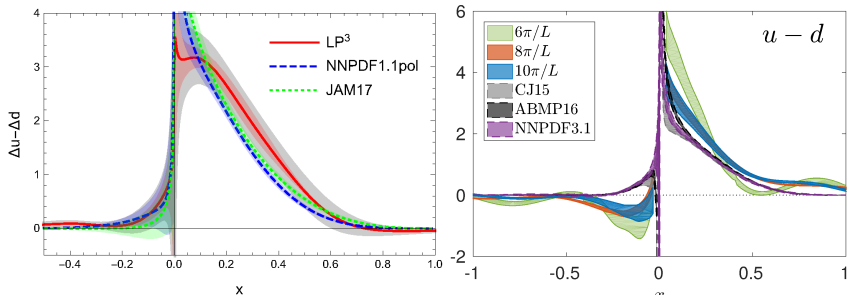 4
3
2
1
0
Δu-Δd
-0.4 -0.2 0.0 0.2 0.4 0.6 0.8 1.0
x
LP³
NNPDF1.1pol
JAM17
6
4
2
0
-2
-1 -0.5 0 0.5 1
6π/L
8π/L
10π/L
CJ15
ABMP16
NNPDF3.1
u − d